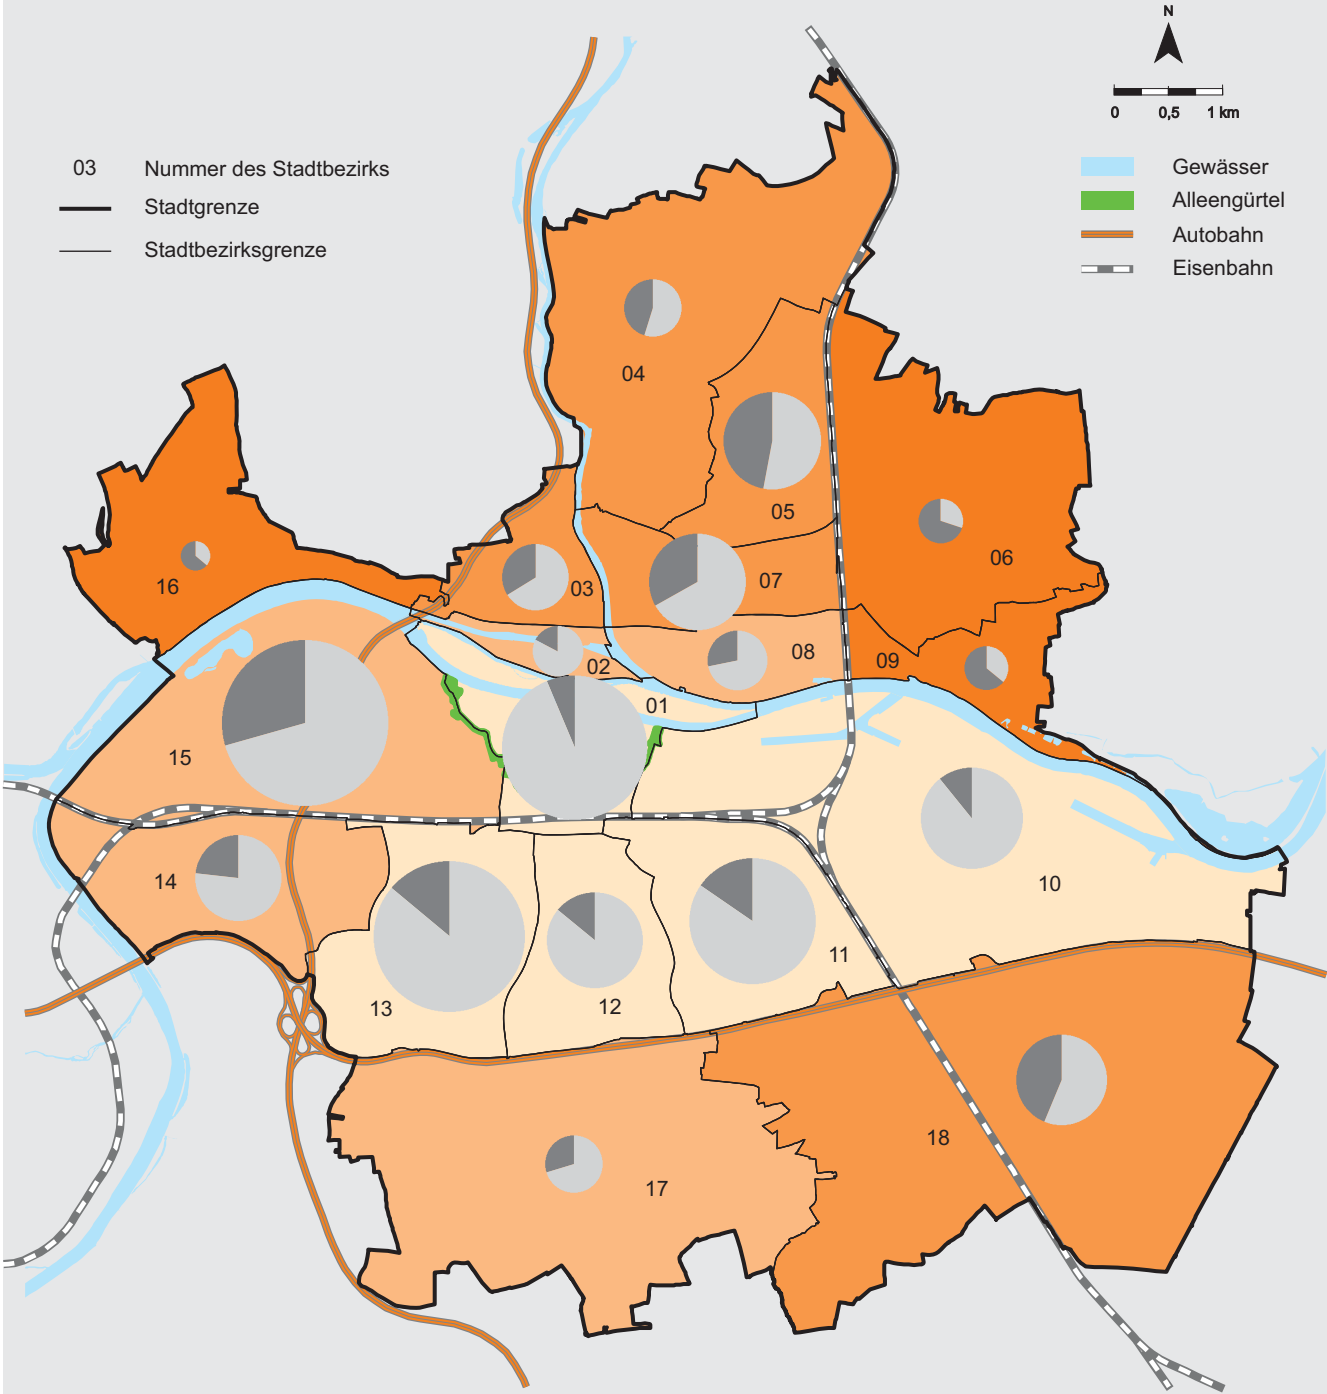 N
0 0,5 1 km
03 Nummer des Stadtbezirks
Stadtgrenze
Stadtbezirksgrenze
Gewässer
Alleengürtel
Autobahn
Eisenbahn
04
05
06
16
03
07
02
08
09
01
15
14
10
13
12
11
18
17